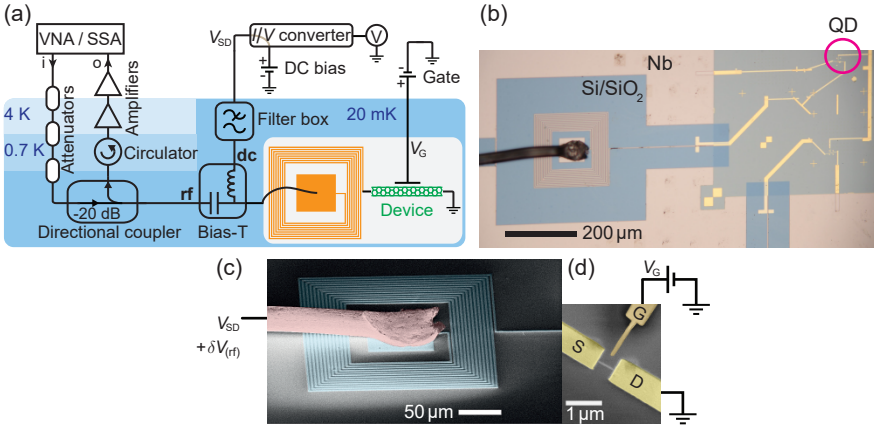 (a)
VNA / SSA
i
o
Attenuators
Amplifiers
4 K
0.7 K
Circulator
-20 dB
Directional coupler
rf
dc
Bias-T
Filter box
20 mK
V_SD
I/V converter
V
DC bias
-
+
-
+
Gate
V_G
Device
(b)
Nb
Si/SiO₂
QD
200 µm
(c)
V_SD
+ δV_(rf)
50 µm
(d)
V_G
G
S
D
1 µm